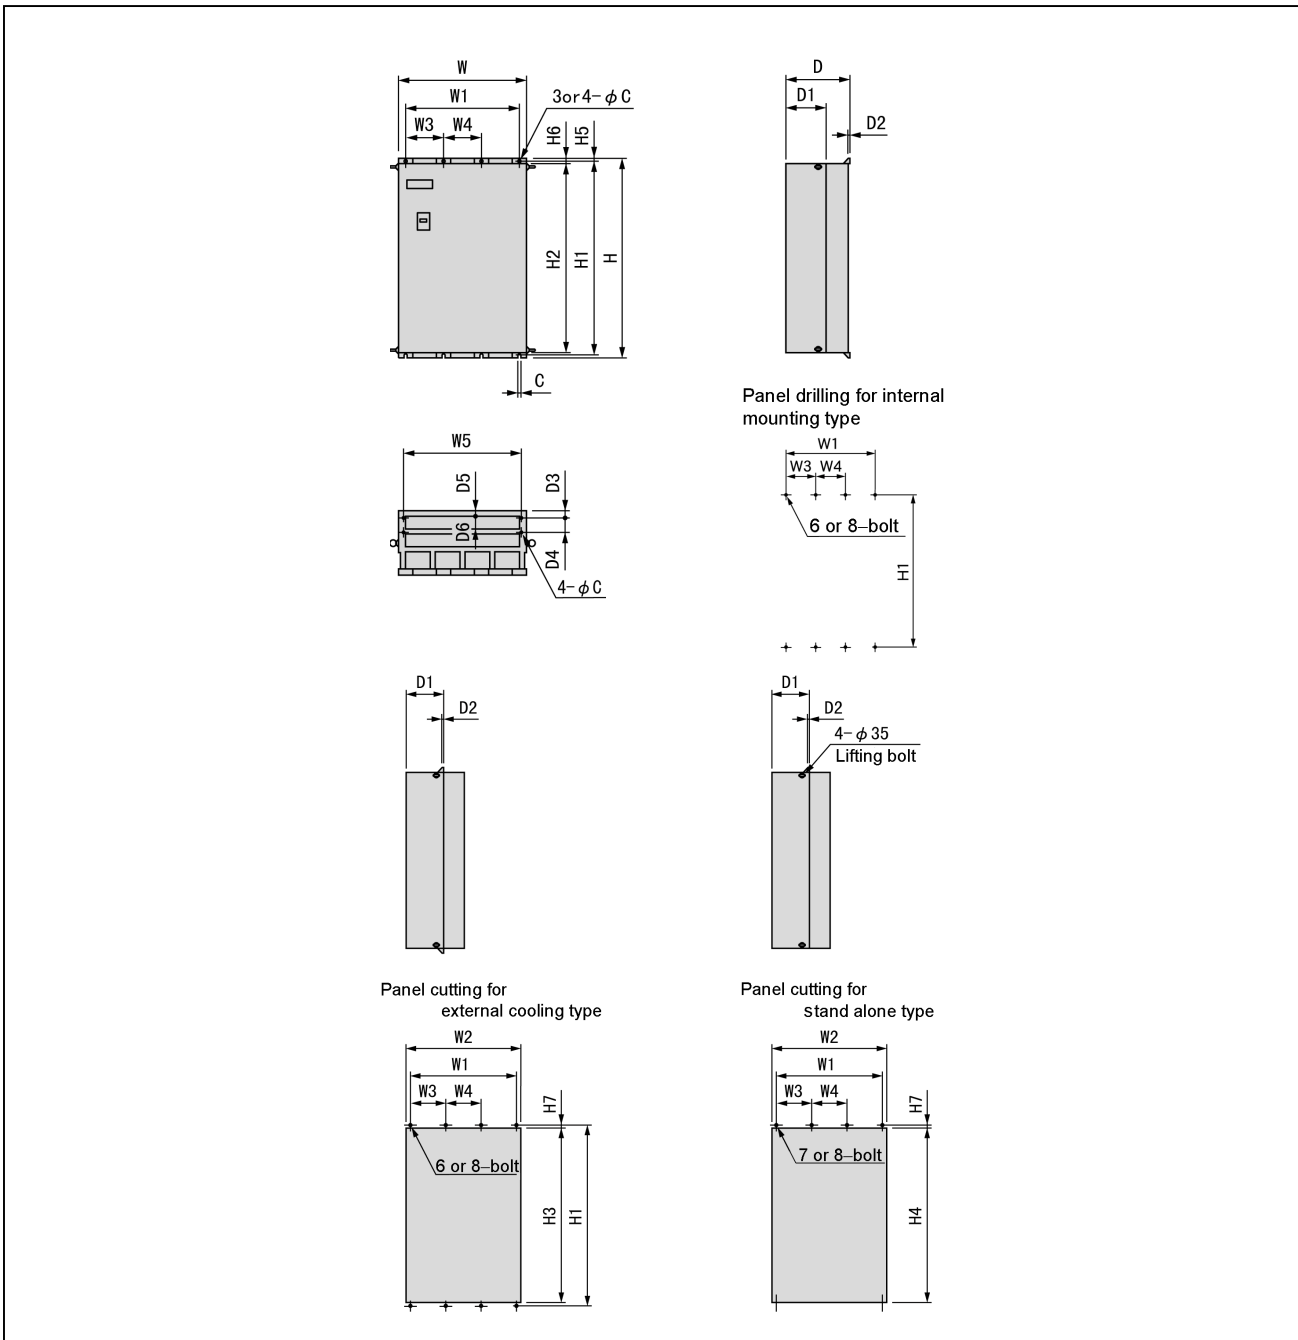 W
W1
3or4-φC
W3
W4
H6
H5
H2
H1
H
C
D
D1
D2
Panel drilling for internal
mounting type
W1
W3
W4
6 or 8–bolt
H1
W5
D5
D3
D6
D4
4-φC
D1
D2
D1
D2
4-φ35
Lifting bolt
Panel cutting for
external cooling type
W2
W1
W3
W4
H7
6 or 8–bolt
H3
H1
Panel cutting for
stand alone type
W2
W1
W3
W4
H7
7 or 8–bolt
H4